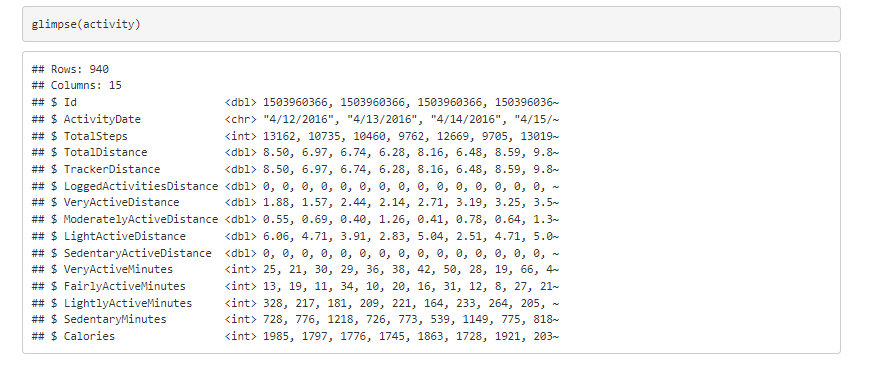 glimpse(activity)
## Rows: 940
## Columns: 15
## $ Id                       <dbl> 1503960366, 1503960366, 1503960366, 150396036~
## $ ActivityDate             <chr> "4/12/2016", "4/13/2016", "4/14/2016", "4/15/~
## $ TotalSteps               <int> 13162, 10735, 10460, 9762, 12669, 9705, 13019~
## $ TotalDistance            <dbl> 8.50, 6.97, 6.74, 6.28, 8.16, 6.48, 8.59, 9.8~
## $ TrackerDistance          <dbl> 8.50, 6.97, 6.74, 6.28, 8.16, 6.48, 8.59, 9.8~
## $ LoggedActivitiesDistance <dbl> 0, 0, 0, 0, 0, 0, 0, 0, 0, 0, 0, 0, 0, 0, 0, ~
## $ VeryActiveDistance       <dbl> 1.88, 1.57, 2.44, 2.14, 2.71, 3.19, 3.25, 3.5~
## $ ModeratelyActiveDistance <dbl> 0.55, 0.69, 0.40, 1.26, 0.41, 0.78, 0.64, 1.3~
## $ LightActiveDistance      <dbl> 6.06, 4.71, 3.91, 2.83, 5.04, 2.51, 4.71, 5.0~
## $ SedentaryActiveDistance  <dbl> 0, 0, 0, 0, 0, 0, 0, 0, 0, 0, 0, 0, 0, 0, 0, ~
## $ VeryActiveMinutes        <int> 25, 21, 30, 29, 36, 38, 42, 50, 28, 19, 66, 4~
## $ FairlyActiveMinutes      <int> 13, 19, 11, 34, 10, 20, 16, 31, 12, 8, 27, 21~
## $ LightlyActiveMinutes     <int> 328, 217, 181, 209, 221, 164, 233, 264, 205, ~
## $ SedentaryMinutes         <int> 728, 776, 1218, 726, 773, 539, 1149, 775, 818~
## $ Calories                 <int> 1985, 1797, 1776, 1745, 1863, 1728, 1921, 203~